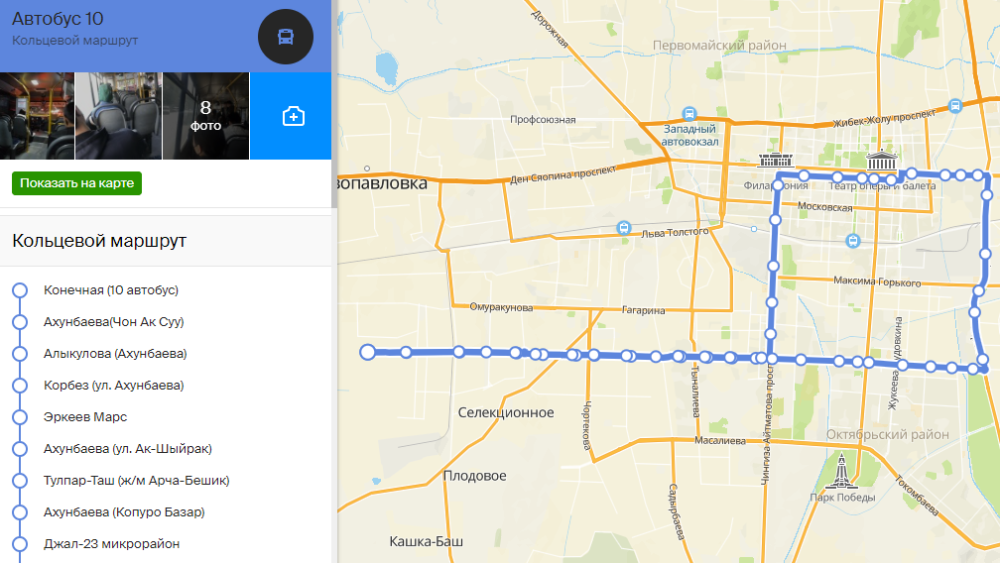 Автобус 10
Кольцевой маршрут
8
фото
Показать на карте
Кольцевой маршрут
Конечная (10 автобус)
Ахунбаева(Чон Ак Суу)
Алыкулова (Ахунбаева)
Корбез (ул. Ахунбаева)
Эркеев Марс
Ахунбаева (ул. Ак-Шыйрак)
Тулпар-Таш (ж/м Арча-Бешик)
Ахунбаева (Копуро Базар)
Джал-23 микрорайон
Дорожная
Первомайский район
Профсоюзная
Западный
автовокзал
Жибек-Жолу проспект
вопавловка
Ден Сяопина проспект
Филармония
Театр оперы и балета
Московская
Льва Толстого
Максима Горького
Омуракунова
Гагарина
Жукеева
удовкина
Тыналиева
Чингиза Айтматова просп
Селекционное
Чортекова
Масалиева
Октябрьский район
Плодовое
Садырбаева
Парк Победы
Токомбаева
Кашка-Баш